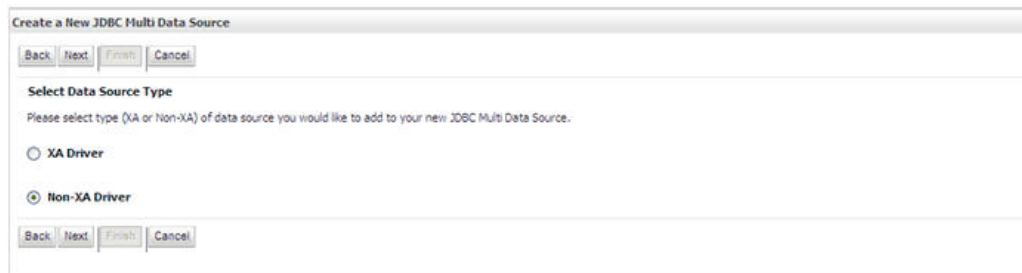 Create a New JDBC Multi Data Source
Back Next Finish Cancel
Select Data Source Type
Please select type (XA or Non-XA) of data source you would like to add to your new JDBC Multi Data Source.
XA Driver
Non-XA Driver
Back Next Finish Cancel